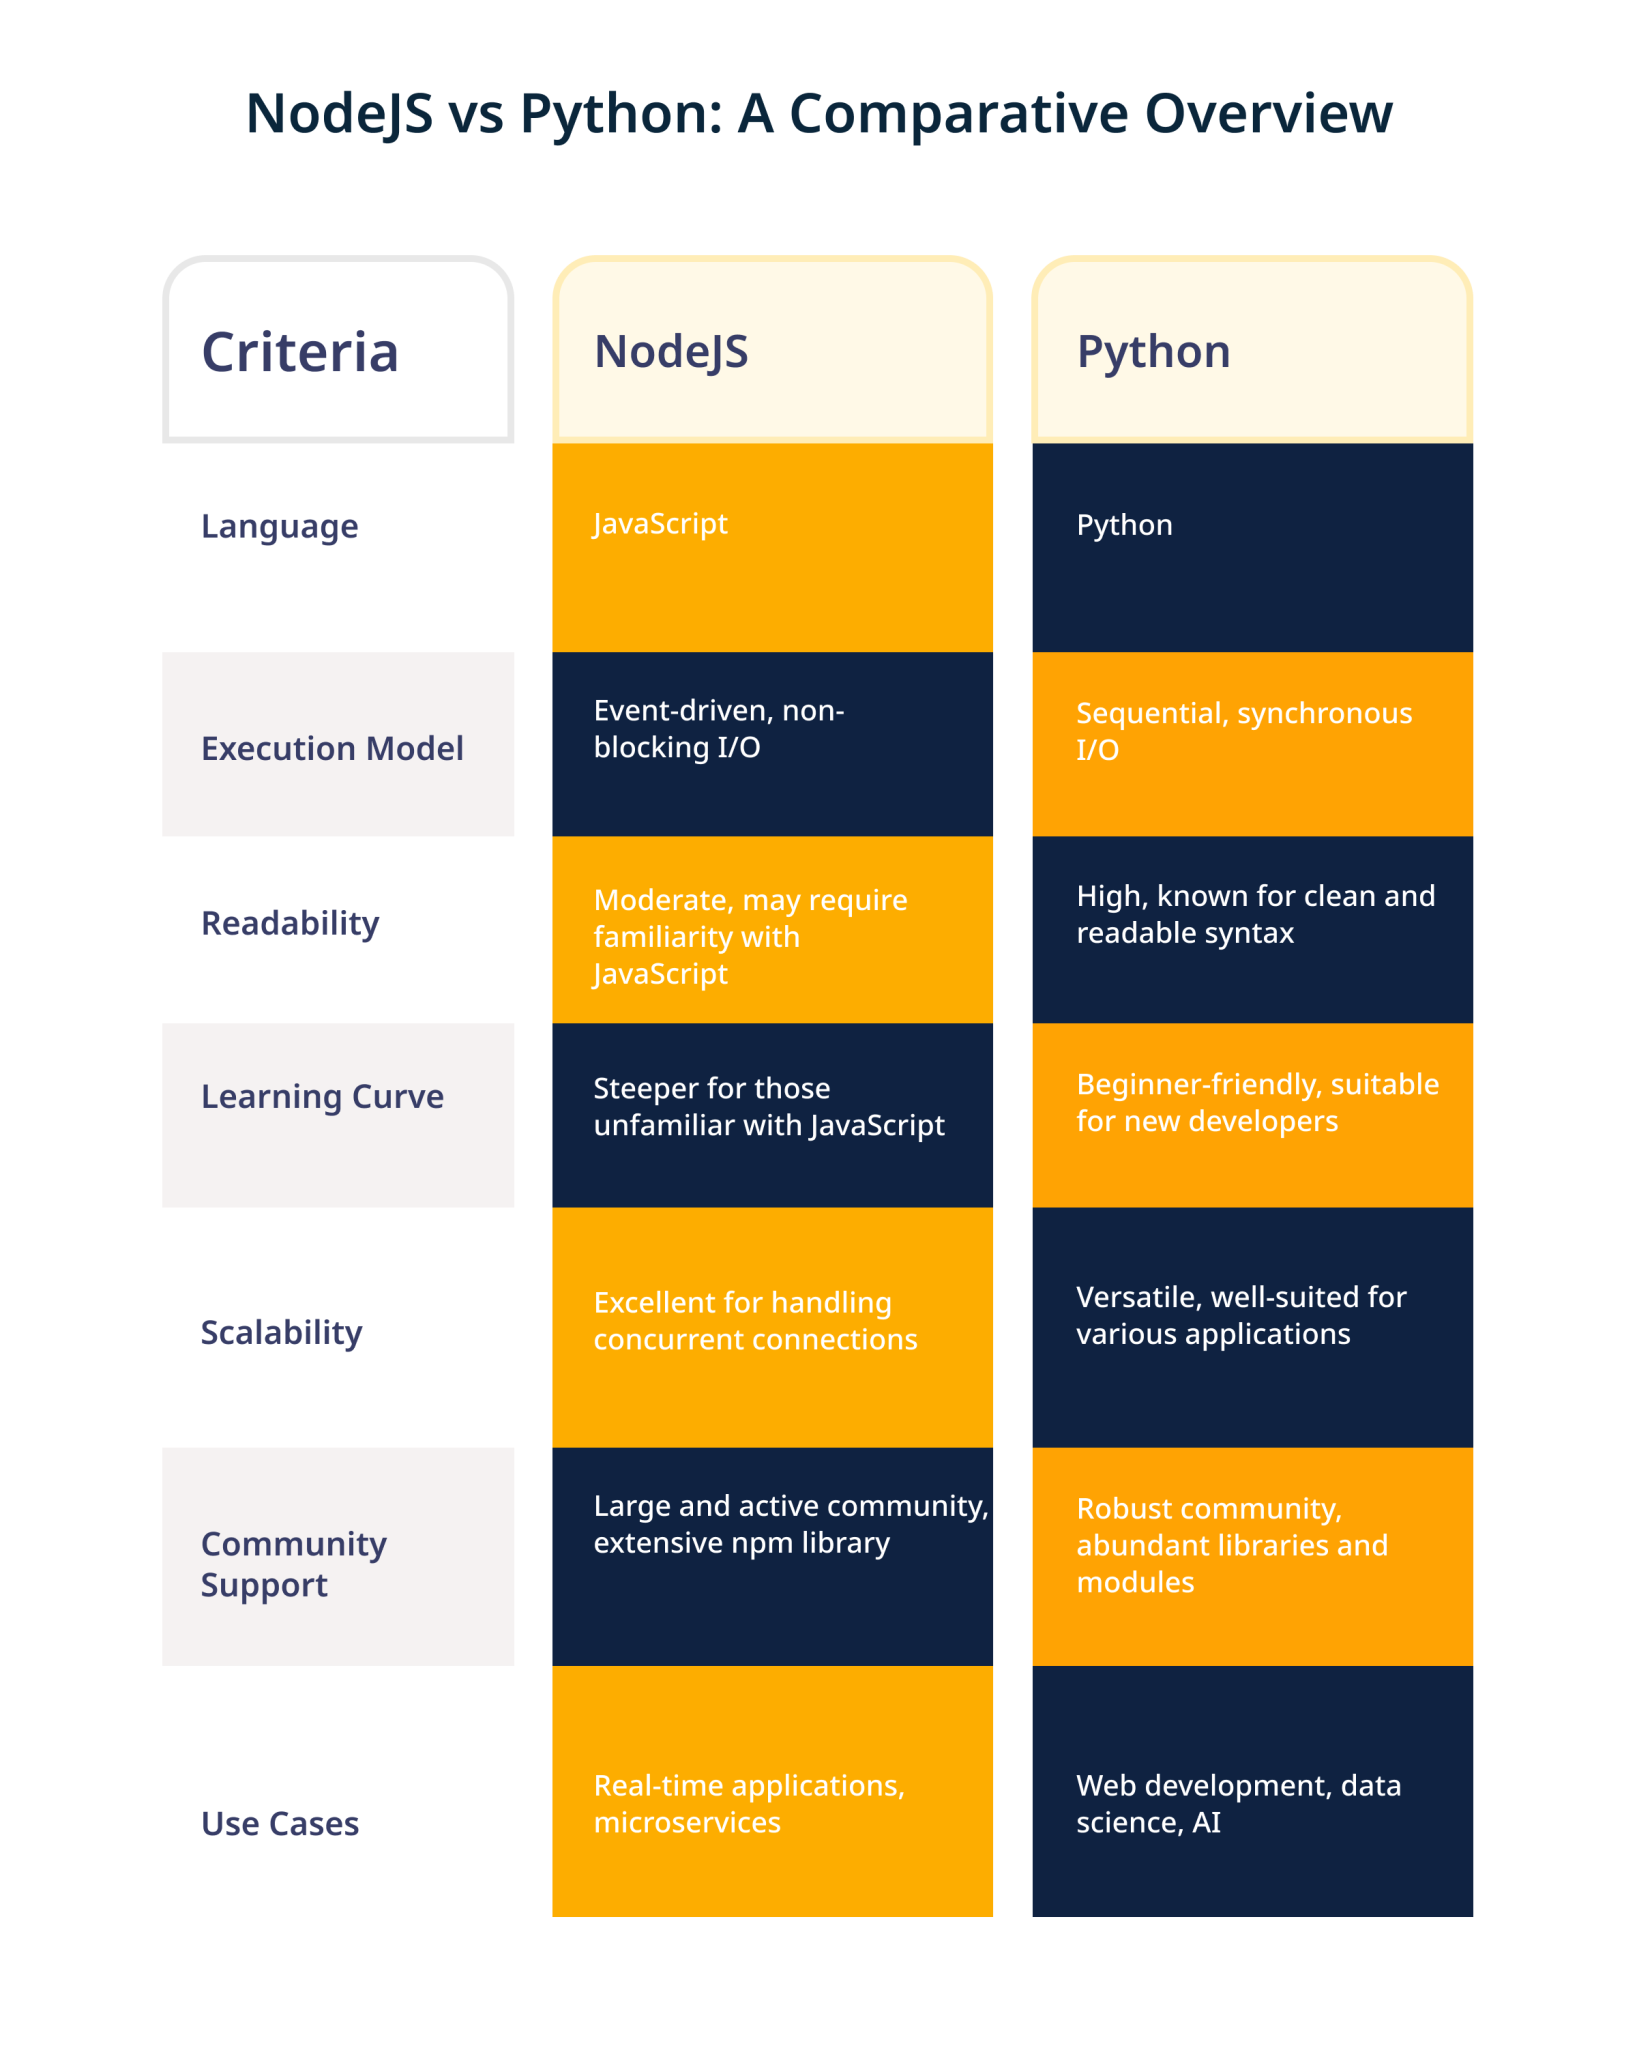 NodeJS vs Python: A Comparative Overview
Criteria
NodeJS
Python
Language
JavaScript
Python
Execution Model
Event-driven, non-
blocking I/O
Sequential, synchronous
I/O
Readability
Moderate, may require
familiarity with
JavaScript
High, known for clean and
readable syntax
Learning Curve
Steeper for those
unfamiliar with JavaScript
Beginner-friendly, suitable
for new developers
Scalability
Excellent for handling
concurrent connections
Versatile, well-suited for
various applications
Community
Support
Large and active community,
extensive npm library
Robust community,
abundant libraries and
modules
Use Cases
Real-time applications,
microservices
Web development, data
science, AI